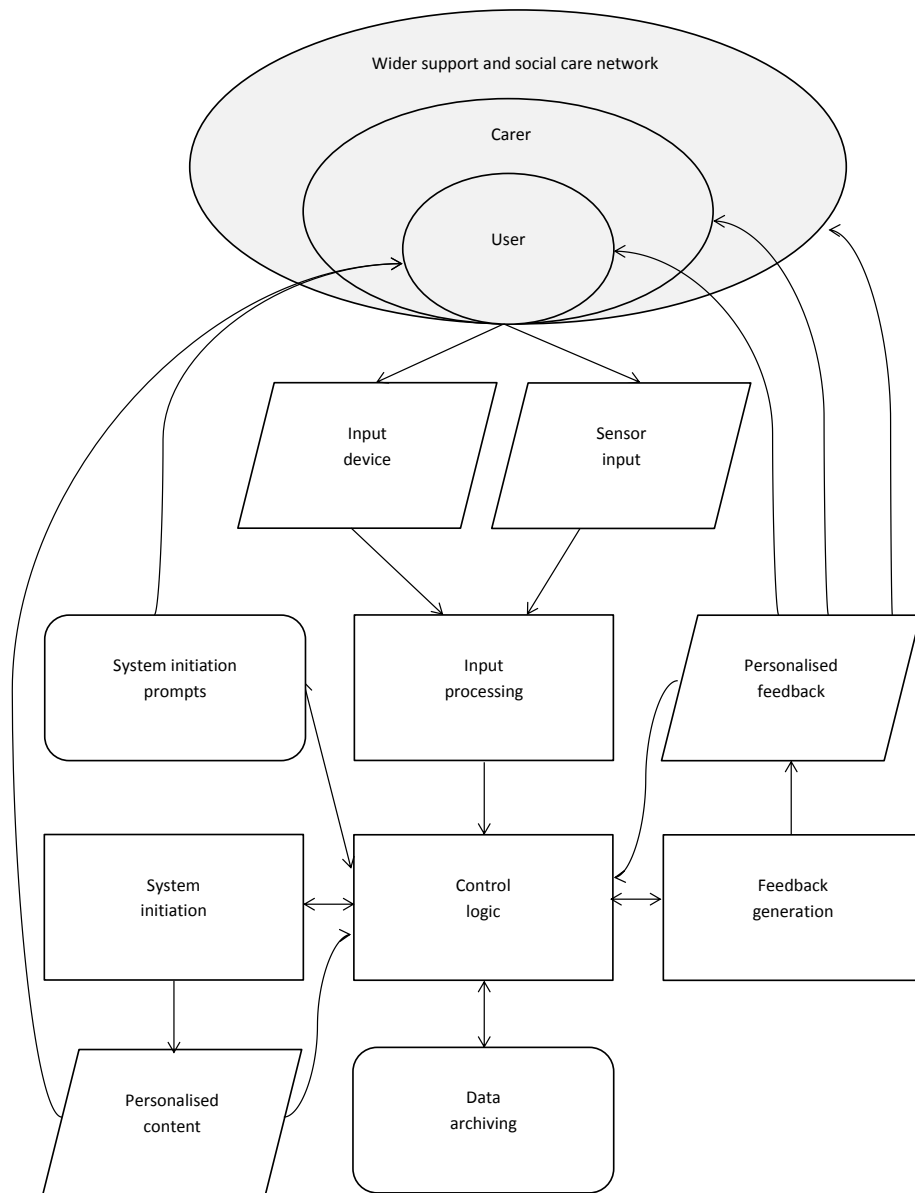 Wider support and social care network
Carer
User
Input
device
Sensor
input
System initiation
prompts
Input
processing
Personalised
feedback
System
initiation
Control
logic
Feedback
generation
Personalised
content
Data
archiving